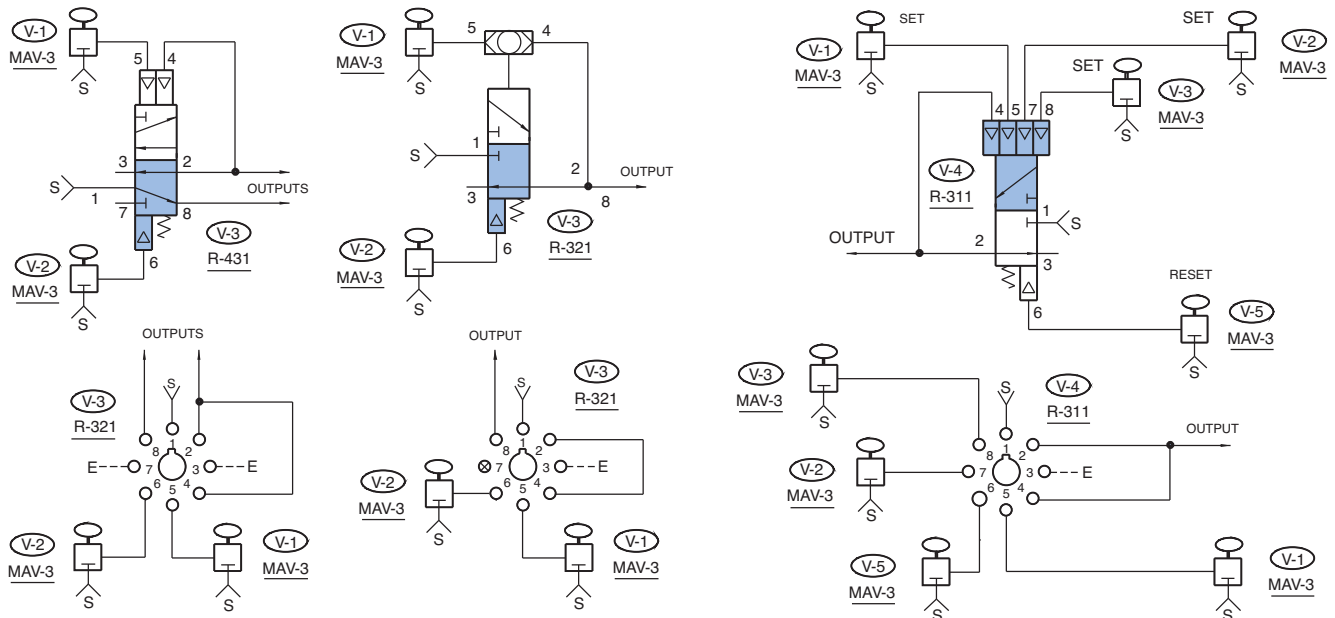 V-1
MAV-3
S
5 4
3 2
S
1
7 8
OUTPUTS
V-3
R-431
6
V-2
MAV-3
S
V-1
MAV-3
S
5 4
S
1
2
OUTPUT
3
8
V-3
R-321
6
V-2
MAV-3
S
SET
V-1
MAV-3
S
SET
V-2
MAV-3
S
SET
V-3
MAV-3
S
4 5 7 8
V-4
R-311
1
S
OUTPUT
2
3
6
RESET
V-5
MAV-3
S
OUTPUTS
V-3
R-321
S
1
8 2
E 7 3 E
6 4
5
V-2
MAV-3
S
V-1
MAV-3
S
OUTPUT
V-3
R-321
S
1
8 2
7 3 E
6 4
5
V-2
MAV-3
S
V-1
MAV-3
S
V-3
MAV-3
S
V-4
R-311
S
OUTPUT
1
8 2
7 3 E
6 4
5
V-2
MAV-3
S
V-5
MAV-3
S
V-1
MAV-3
S